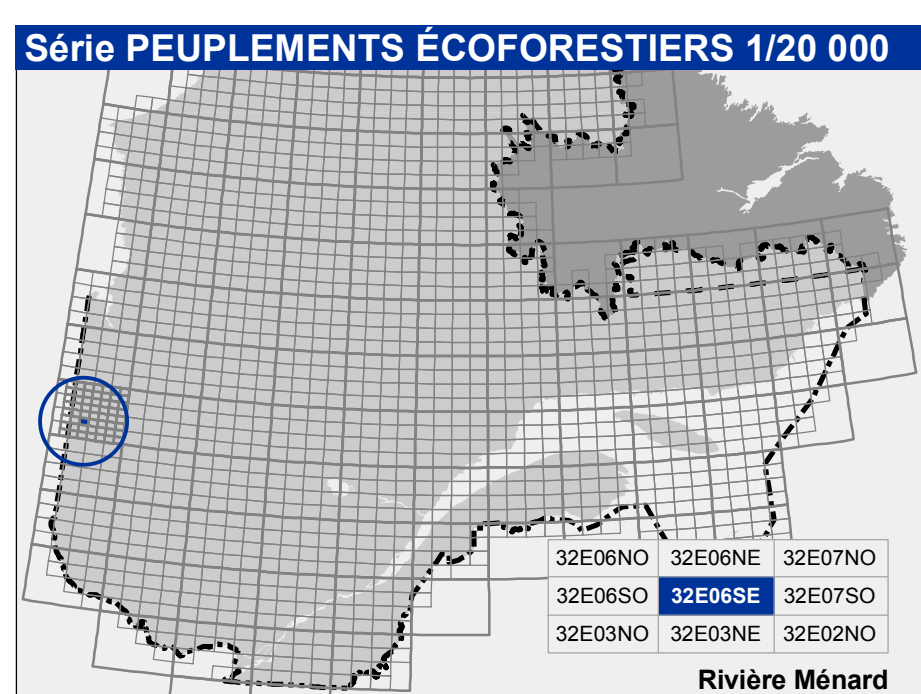 Série PEUPLEMENTS ÉCOFORESTIERS 1/20 000
32E06NO 32E06NE 32E07NO
32E06SO 32E06SE 32E07SO
32E03NO 32E03NE 32E02NO
Rivière Ménard